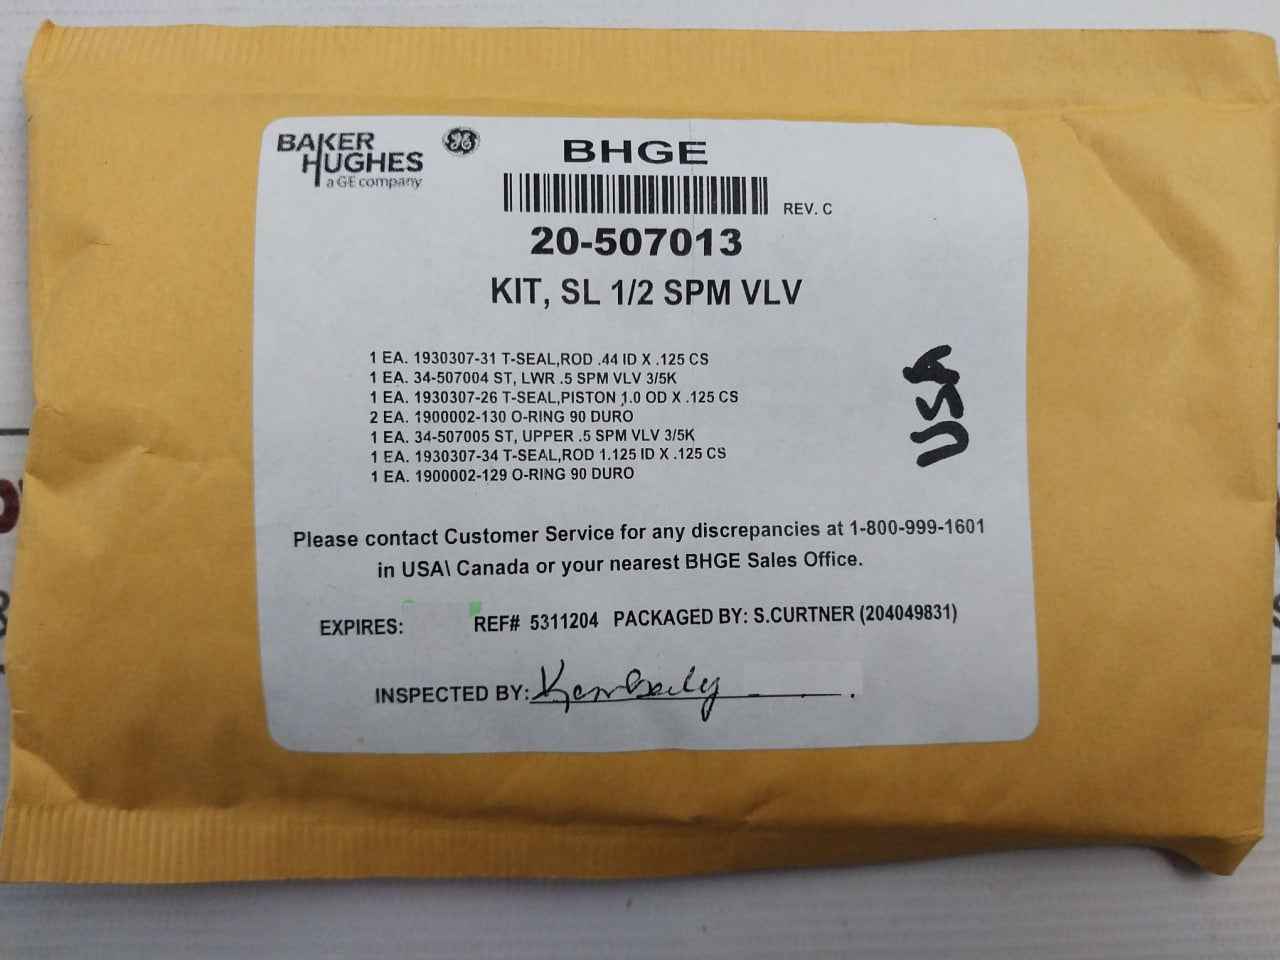 BAKER
HUGHES
a GE company
GE
BHGE
REV. C
20-507013
KIT, SL 1/2 SPM VLV
1 EA. 1930307-31 T-SEAL,ROD .44 ID X .125 CS
1 EA. 34-507004 ST, LWR .5 SPM VLV 3/5K
1 EA. 1930307-26 T-SEAL,PISTON 1.0 OD X .125 CS
2 EA. 1900002-130 O-RING 90 DURO
1 EA. 34-507005 ST, UPPER .5 SPM VLV 3/5K
1 EA. 1930307-34 T-SEAL,ROD 1.125 ID X .125 CS
1 EA. 1900002-129 O-RING 90 DURO
USA
Please contact Customer Service for any discrepancies at 1-800-999-1601
in USA\ Canada or your nearest BHGE Sales Office.
EXPIRES: REF# 5311204 PACKAGED BY: S.CURTNER (204049831)
INSPECTED BY: